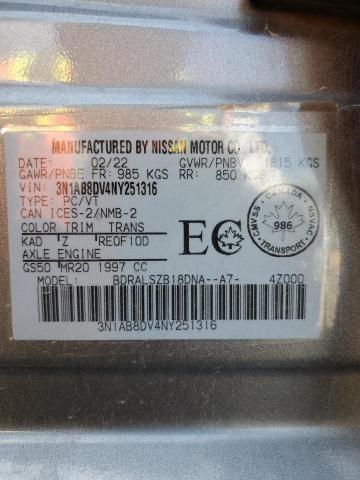 MANUFACTURED BY NISSAN MOTOR CO., LTD.
DATE: 02/22 GVWR/PNBV: 1815 KGS
GAWR/PNBE FR: 985 KGS RR: 850 KGS
VIN: 3N1AB8DV4NY251316
TYPE: PC/VT
CAN ICES-2/NMB-2
COLOR TRIM TRANS
KAD Z RE0F10D
AXLE ENGINE
GS50 MR20 1997 CC
MODEL: BDRALSZB18DNA--A7- 4Z000
3N1AB8DV4NY251316
EC
CANADA
CMVSS
NSVAC
986
TRANSPORT